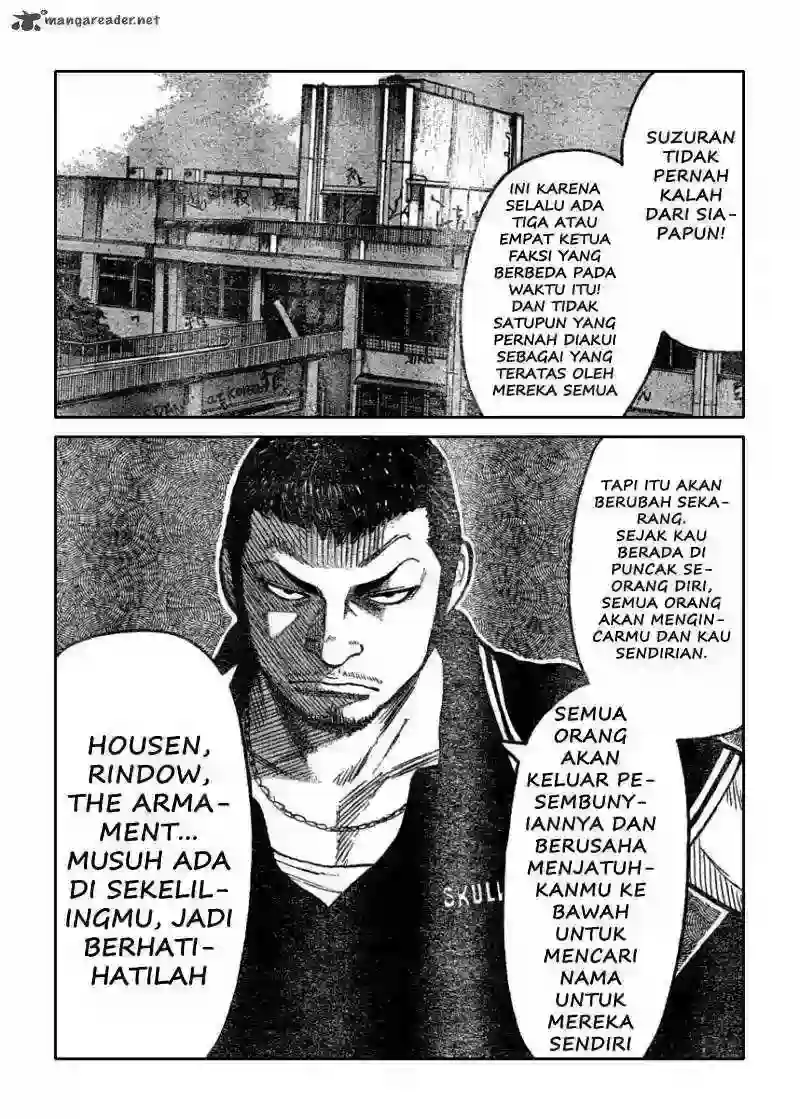 mangareader.net
SUZURAN
TIDAK
PERNAH
KALAH
DARI SIA-
PAPUN!
INI KARENA
SELALU ADA
TIGA ATAU
EMPAT KETUA
FAKSI YANG
BERBEDA PADA
WAKTU ITU!
DAN TIDAK
SATUPUN YANG
PERNAH DIAKUI
SEBAGAI YANG
TERATAS OLEH
MEREKA SEMUA
TAPI ITU AKAN
BERUBAH SEKA-
RANG.
SEJAK KAU
BERADA DI
PUNCAK SE-
ORANG DIRI,
SEMUA ORANG
AKAN MENGIN-
CARMU DAN KAU
SENDIRIAN.
SEMUA
ORANG
AKAN
KELUAR PE-
SEMBUNY-
IANNYA DAN
BERUSAHA
MENJATUH-
KANMU KE
BAWAH
UNTUK
MENCARI
NAMA
UNTUK
MEREKA
SENDIRI
HOUSEN,
RINDOW,
THE ARMA-
MENT...
MUSUH ADA
DI SEKELIL-
INGMU, JADI
BERHATI-
HATILAH
SKULL